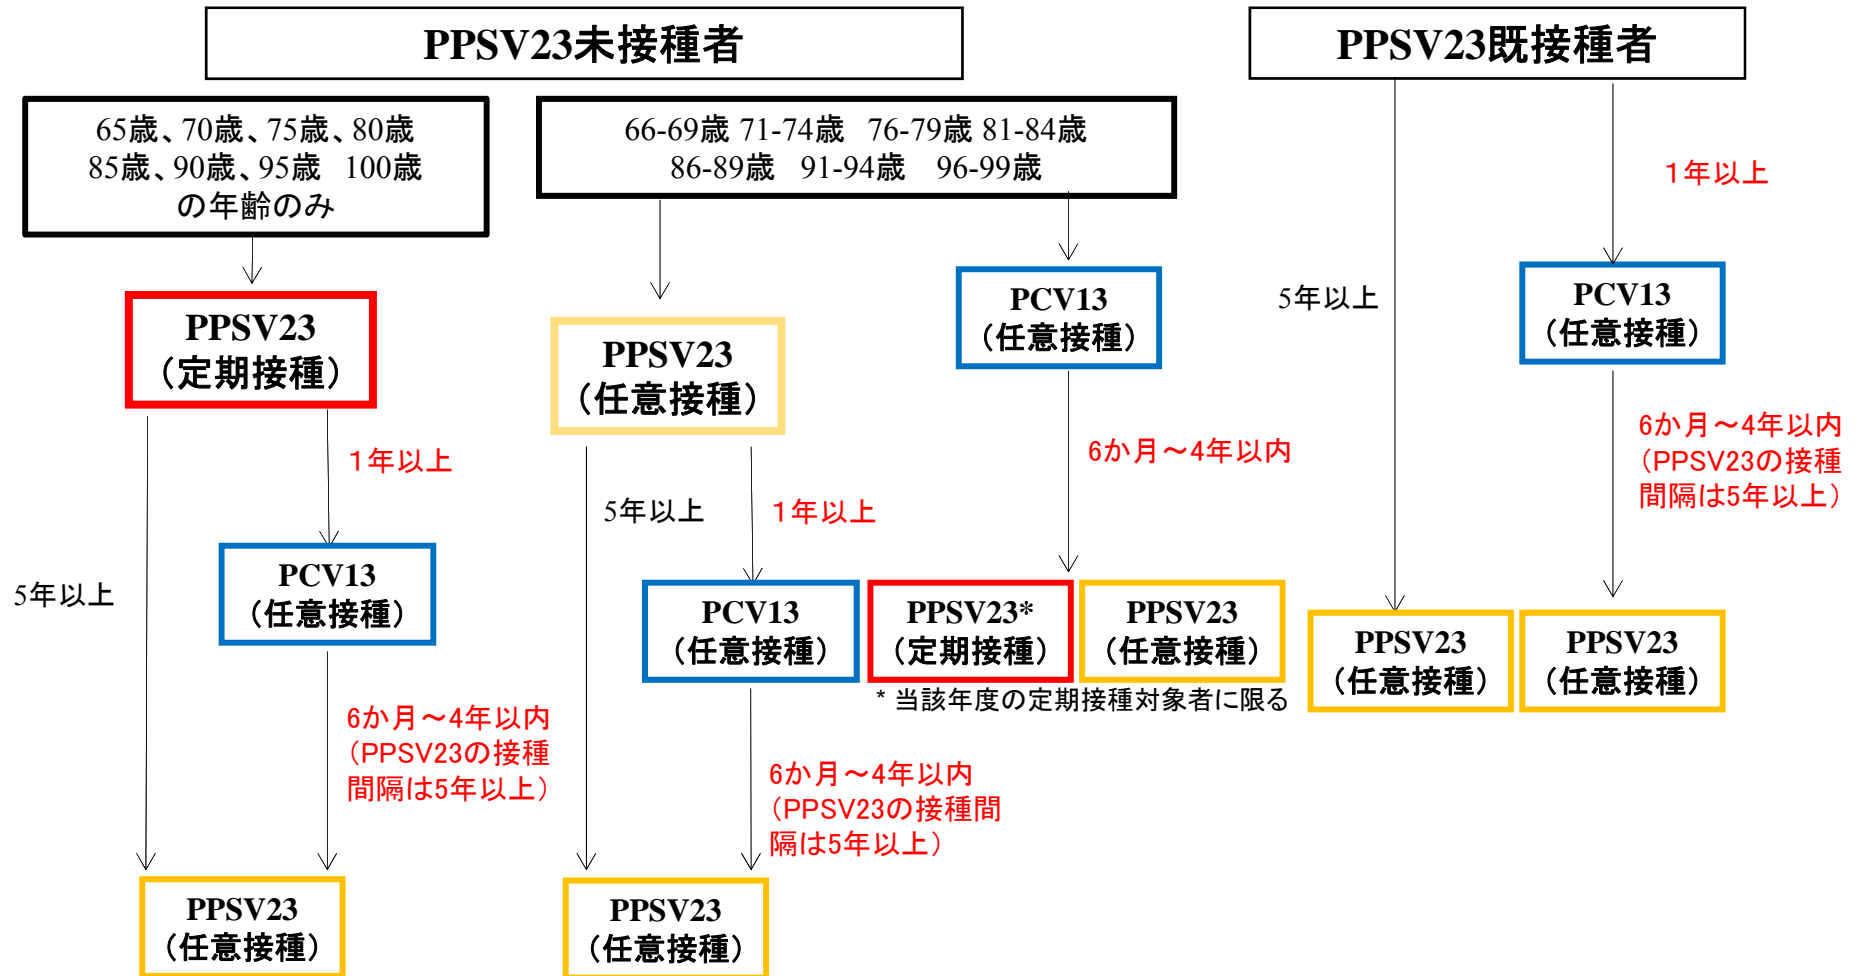 PPSV23未接種者
65歳、70歳、75歳、80歳
85歳、90歳、95歳 100歳
の年齢のみ
PPSV23
（定期接種）
5年以上
１年以上
PCV13
（任意接種）
6か月～4年以内
（PPSV23の接種
間隔は5年以上）
PPSV23
（任意接種）
66-69歳 71-74歳 76-79歳 81-84歳
86-89歳 91-94歳 96-99歳
PPSV23
（任意接種）
5年以上
１年以上
PCV13
（任意接種）
6か月～4年以内
（PPSV23の接種間
隔は5年以上）
PPSV23
（任意接種）
PCV13
（任意接種）
6か月～4年以内
PPSV23*
（定期接種）
PPSV23
（任意接種）
* 当該年度の定期接種対象者に限る
PPSV23既接種者
5年以上
PPSV23
（任意接種）
１年以上
PCV13
（任意接種）
6か月～4年以内
（PPSV23の接種
間隔は5年以上）
PPSV23
（任意接種）